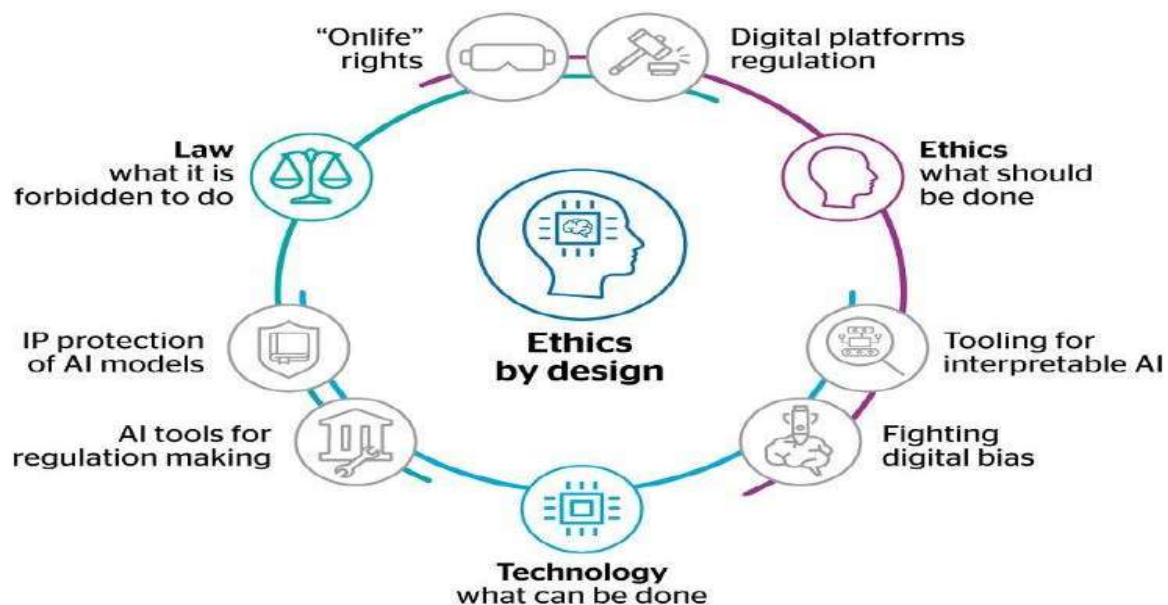 “Onlife”
rights
Digital platforms
regulation
Law
what it is
forbidden to do
Ethics
what should
be done
Ethics
by design
IP protection
of AI models
Tooling for
interpretable AI
AI tools for
regulation making
Fighting
digital bias
Technology
what can be done